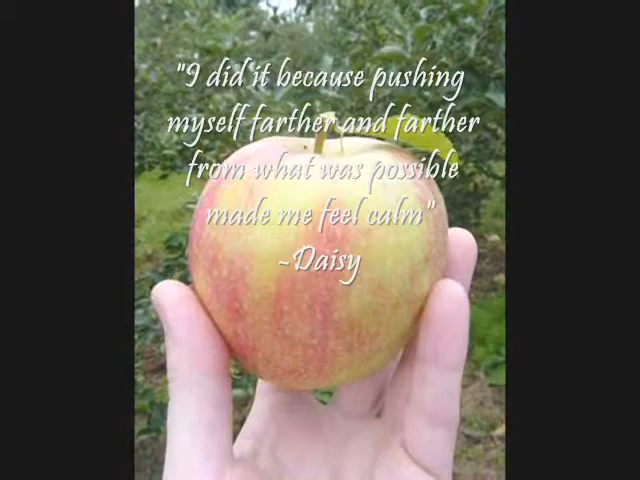 "I did it because pushing
myself farther and farther
from what was possible
made me feel calm"
~Daisy